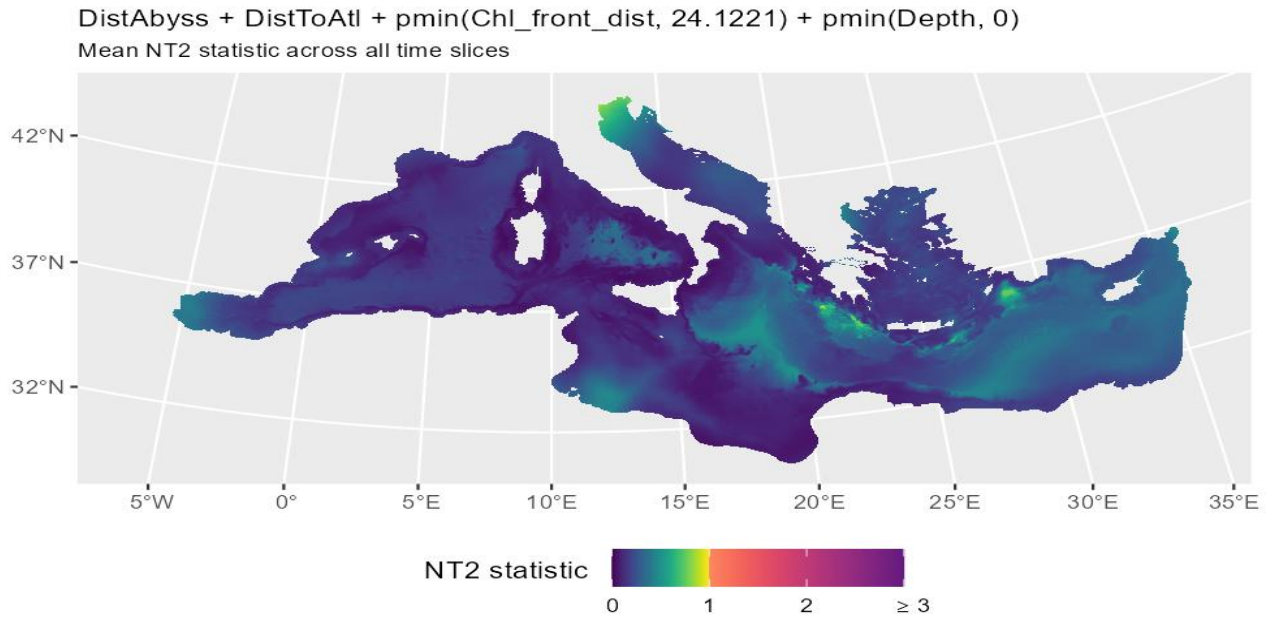 DistAbyss + DistToAtl + pmin(Chl_front_dist, 24.1221) + pmin(Depth, 0)
Mean NT2 statistic across all time slices
42°N
37°N
32°N
5°W 0° 5°E 10°E 15°E 20°E 25°E 30°E 35°E
NT2 statistic
0 1 2 ≥ 3